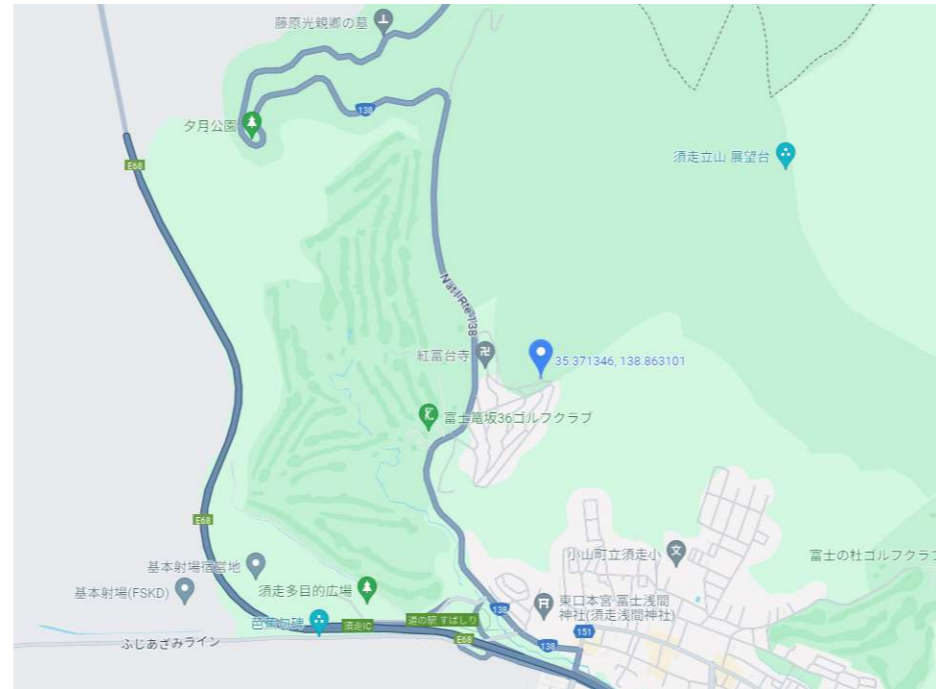 藤原光親卿の墓
138
夕月公園
須走立山 展望台
E68
Nat'l Rte 138
紅富台寺
35.371346, 138.863101
富士篭坂36ゴルフクラブ
E68
小山町立須走小
富士の杜ゴルフクラブ
基本射場宿営地
基本射場(FSKD)
須走多目的広場
138
東口本宮 冨士浅間
神社(須走浅間神社)
芭蕉句碑
須走IC
道の駅 すばしり
151
E68
138
ふじあざみライン